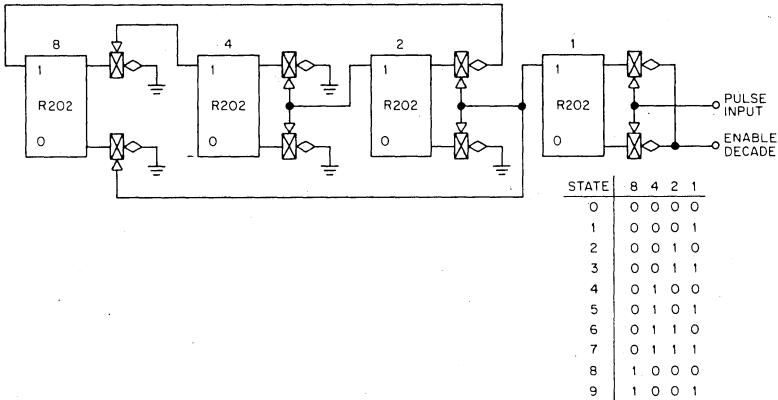 8 4 2 1
1 1 1 1
R202 R202 R202 R202
0 0 0 0
PULSE
INPUT
ENABLE
DECADE
STATE 8 4 2 1
0 0 0 0 0
1 0 0 0 1
2 0 0 1 0
3 0 0 1 1
4 0 1 0 0
5 0 1 0 1
6 0 1 1 0
7 0 1 1 1
8 1 0 0 0
9 1 0 0 1